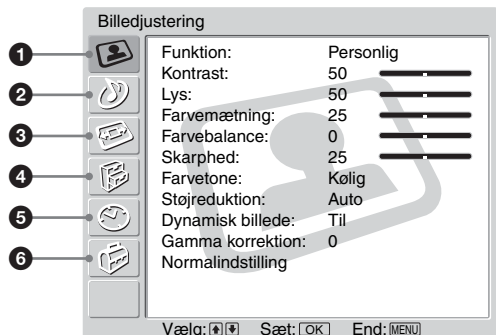 Billedjustering
1
2
3
4
5
6
Funktion: Personlig
Kontrast: 50
Lys: 50
Farvemætning: 25
Farvebalance: 0
Skarphed: 25
Farvetone: Kølig
Støjreduktion: Auto
Dynamisk billede: Til
Gamma korrektion: 0
Normalindstilling
Vælg: Sæt: OK End: MENU